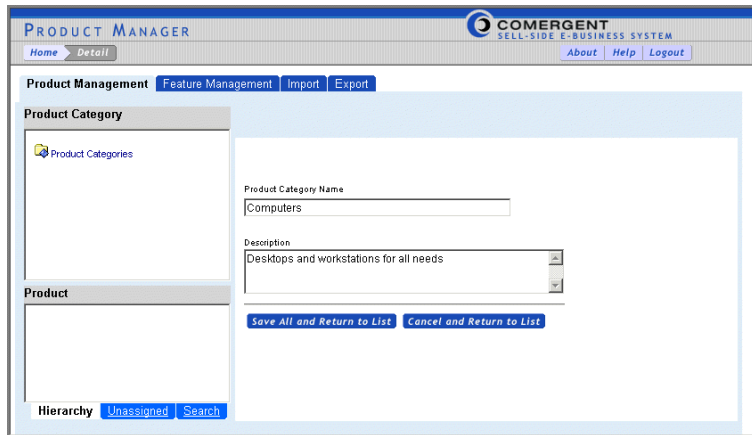 PRODUCT MANAGER
COMERGENT
SELL-SIDE E-BUSINESS SYSTEM
Home Detail
About Help Logout
Product Management Feature Management Import Export
Product Category
Product Categories
Product Category Name
Computers
Description
Desktops and workstations for all needs
Product
Save All and Return to List Cancel and Return to List
Hierarchy Unassigned Search